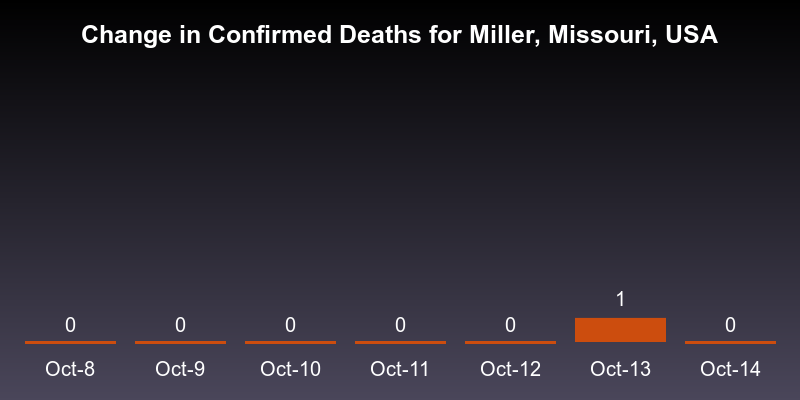 Change in Confirmed Deaths for Miller, Missouri, USA
0 0 0 0 0 1 0
Oct-8 Oct-9 Oct-10 Oct-11 Oct-12 Oct-13 Oct-14